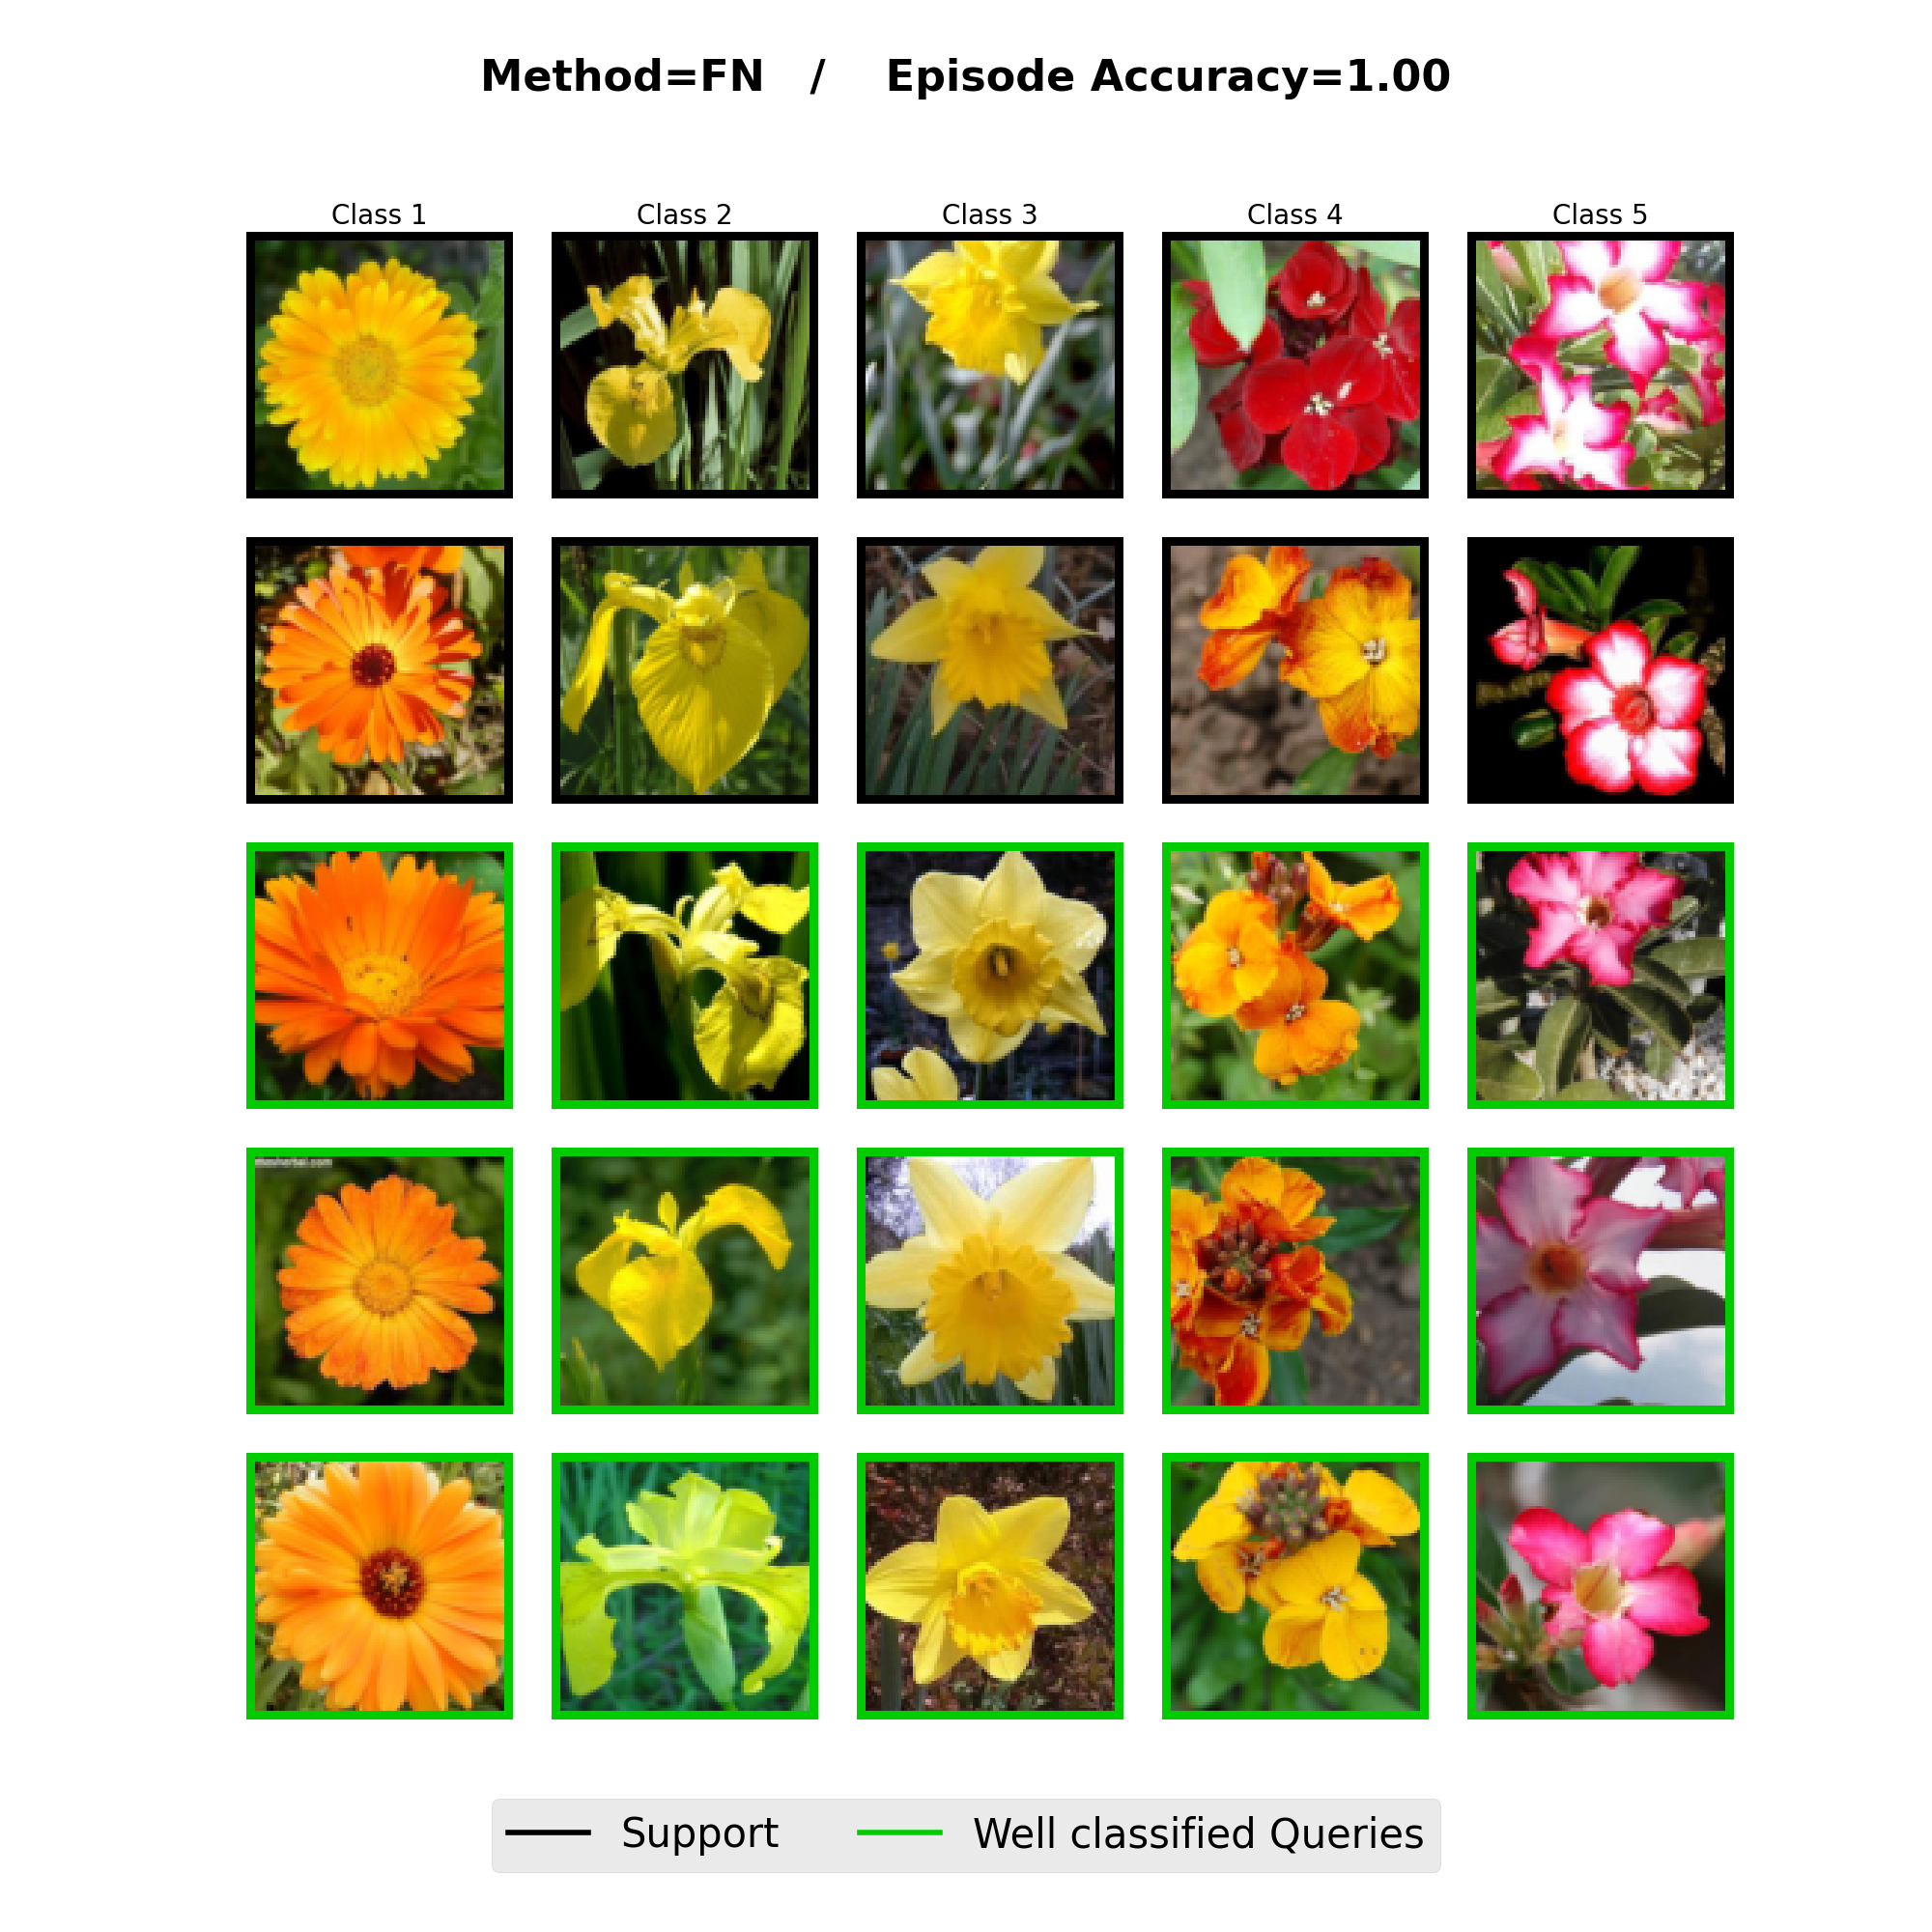 Method=FN / Episode Accuracy=1.00
Class 1 Class 2 Class 3 Class 4 Class 5
Support Well classified Queries